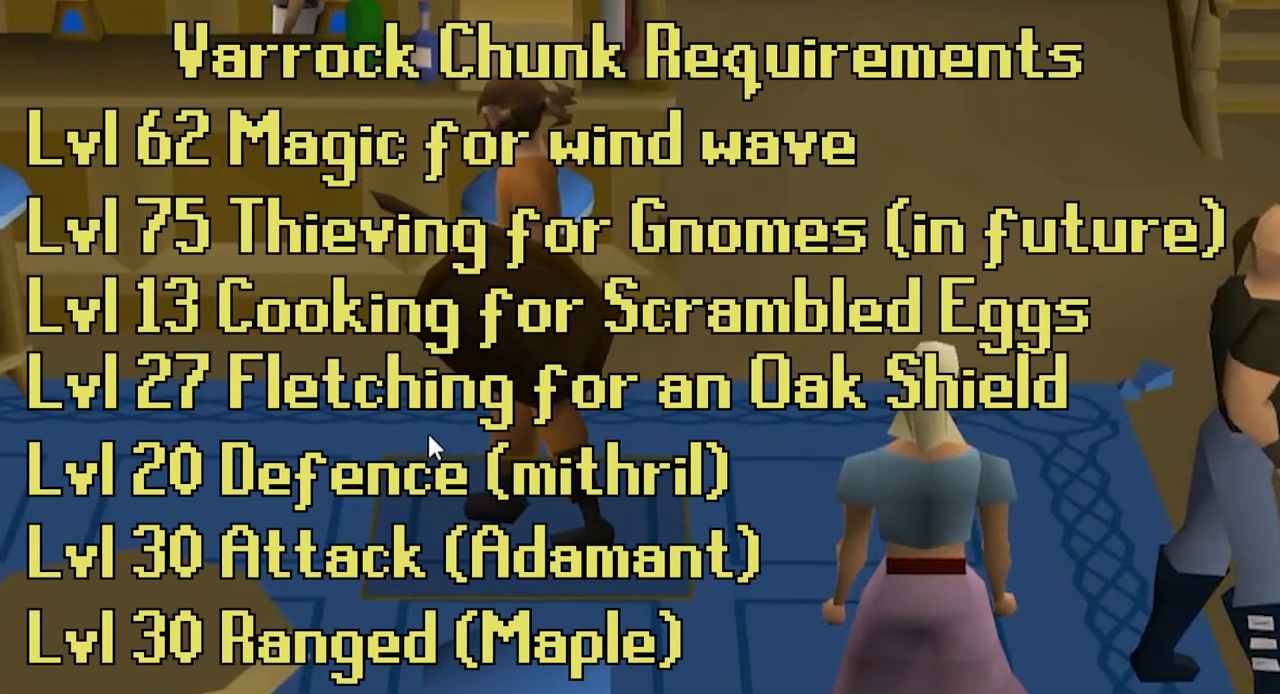 Varrock Chunk Requirements
Lvl 62 Magic for wind wave
Lvl 75 Thieving for Gnomes (in future)
Lvl 13 Cooking for Scrambled Eggs
Lvl 27 Fletching for an Oak Shield
Lvl 20 Defence (mithril)
Lvl 30 Attack (Adamant)
Lvl 30 Ranged (Maple)